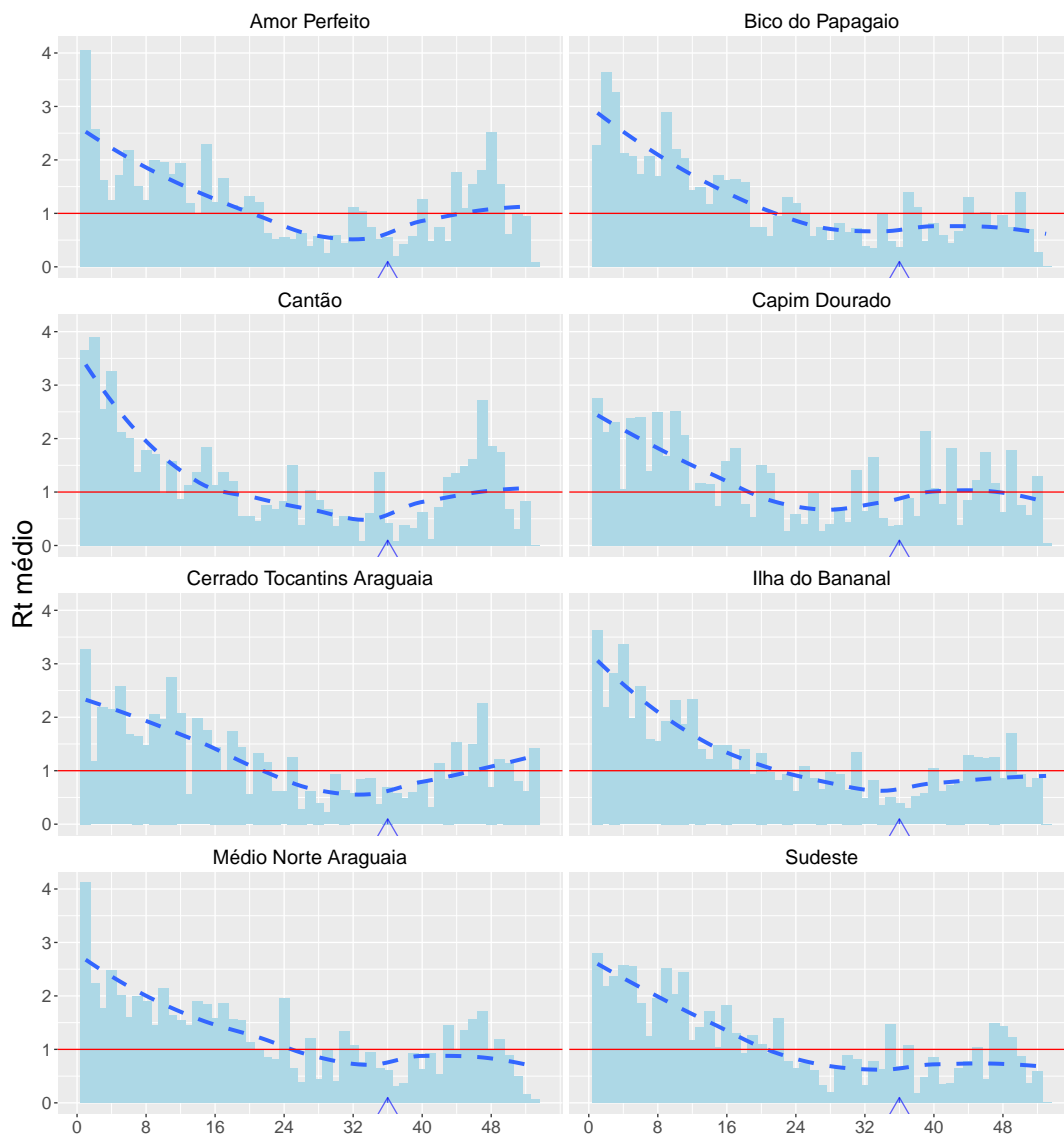 Amor Perfeito Bico do Papagaio
4 3 2 1 0
Cantão Capim Dourado
4 3 2 1 0
Rt médio
Cerrado Tocantins Araguaia Ilha do Bananal
4 3 2 1 0
Médio Norte Araguaia Sudeste
4 3 2 1 0
0 8 16 24 32 40 48 0 8 16 24 32 40 48